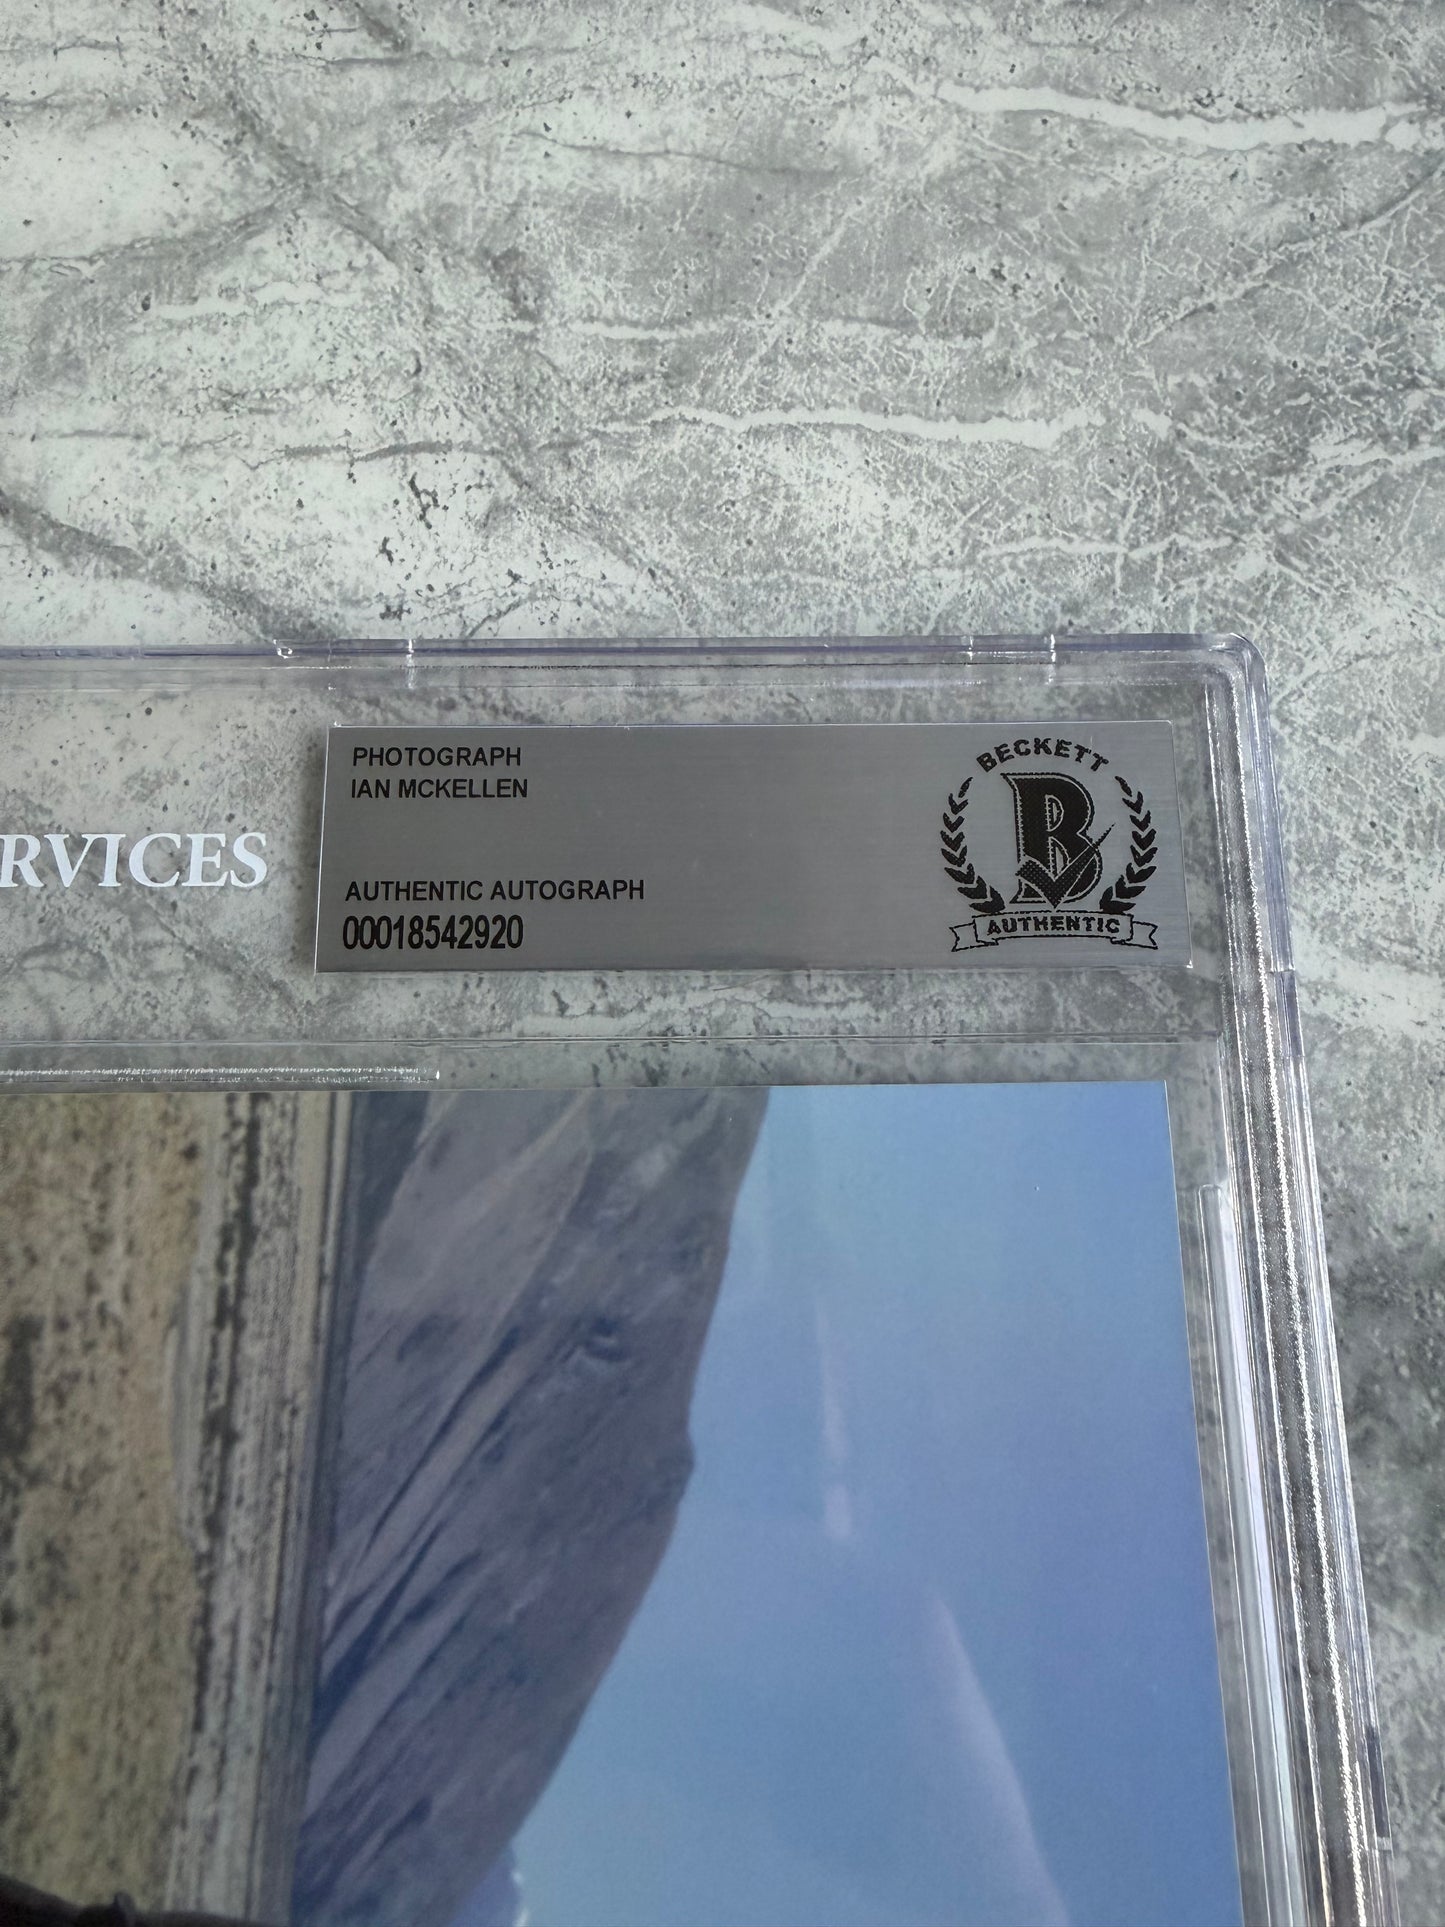 PHOTOGRAPH
IAN MCKELLEN
AUTHENTIC AUTOGRAPH
00018542920
BECKETT
B
AUTHENTIC
RVICES